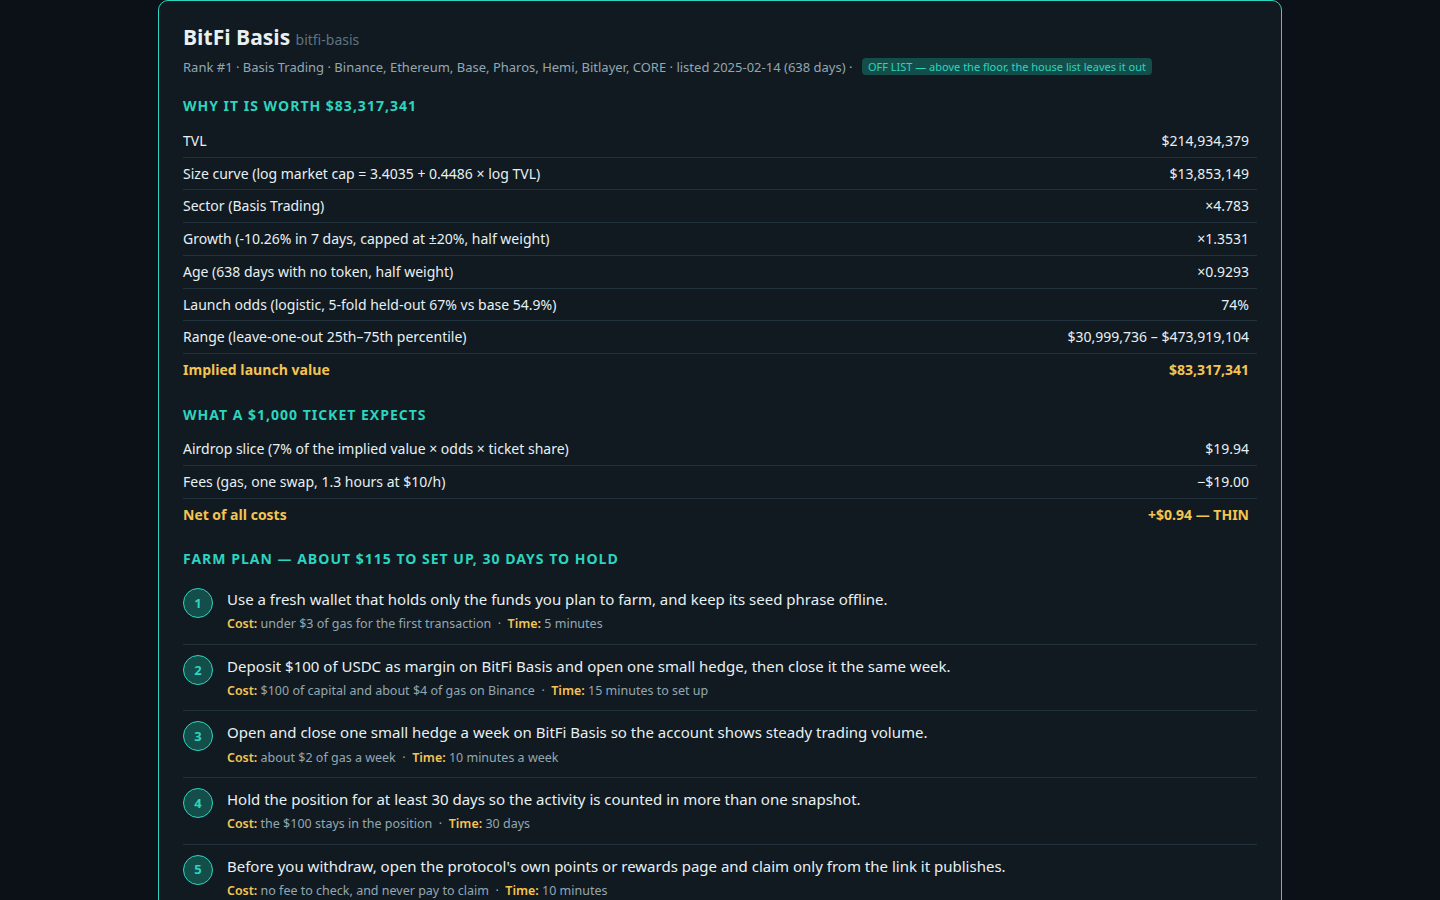 BitFi Basis bitfi-basis
Rank #1 · Basis Trading · Binance, Ethereum, Base, Pharos, Hemi, Bitlayer, CORE · listed 2025-02-14 (638 days) · OFF LIST — above the floor, the house list leaves it out
WHY IT IS WORTH $83,317,341
TVL $214,934,379
Size curve (log market cap = 3.4035 + 0.4486 × log TVL) $13,853,149
Sector (Basis Trading) ×4.783
Growth (-10.26% in 7 days, capped at ±20%, half weight) ×1.3531
Age (638 days with no token, half weight) ×0.9293
Launch odds (logistic, 5-fold held-out 67% vs base 54.9%) 74%
Range (leave-one-out 25th–75th percentile) $30,999,736 – $473,919,104
Implied launch value $83,317,341
WHAT A $1,000 TICKET EXPECTS
Airdrop slice (7% of the implied value × odds × ticket share) $19.94
Fees (gas, one swap, 1.3 hours at $10/h) −$19.00
Net of all costs +$0.94 — THIN
FARM PLAN — ABOUT $115 TO SET UP, 30 DAYS TO HOLD
1 Use a fresh wallet that holds only the funds you plan to farm, and keep its seed phrase offline.
Cost: under $3 of gas for the first transaction · Time: 5 minutes
2 Deposit $100 of USDC as margin on BitFi Basis and open one small hedge, then close it the same week.
Cost: $100 of capital and about $4 of gas on Binance · Time: 15 minutes to set up
3 Open and close one small hedge a week on BitFi Basis so the account shows steady trading volume.
Cost: about $2 of gas a week · Time: 10 minutes a week
4 Hold the position for at least 30 days so the activity is counted in more than one snapshot.
Cost: the $100 stays in the position · Time: 30 days
5 Before you withdraw, open the protocol's own points or rewards page and claim only from the link it publishes.
Cost: no fee to check, and never pay to claim · Time: 10 minutes